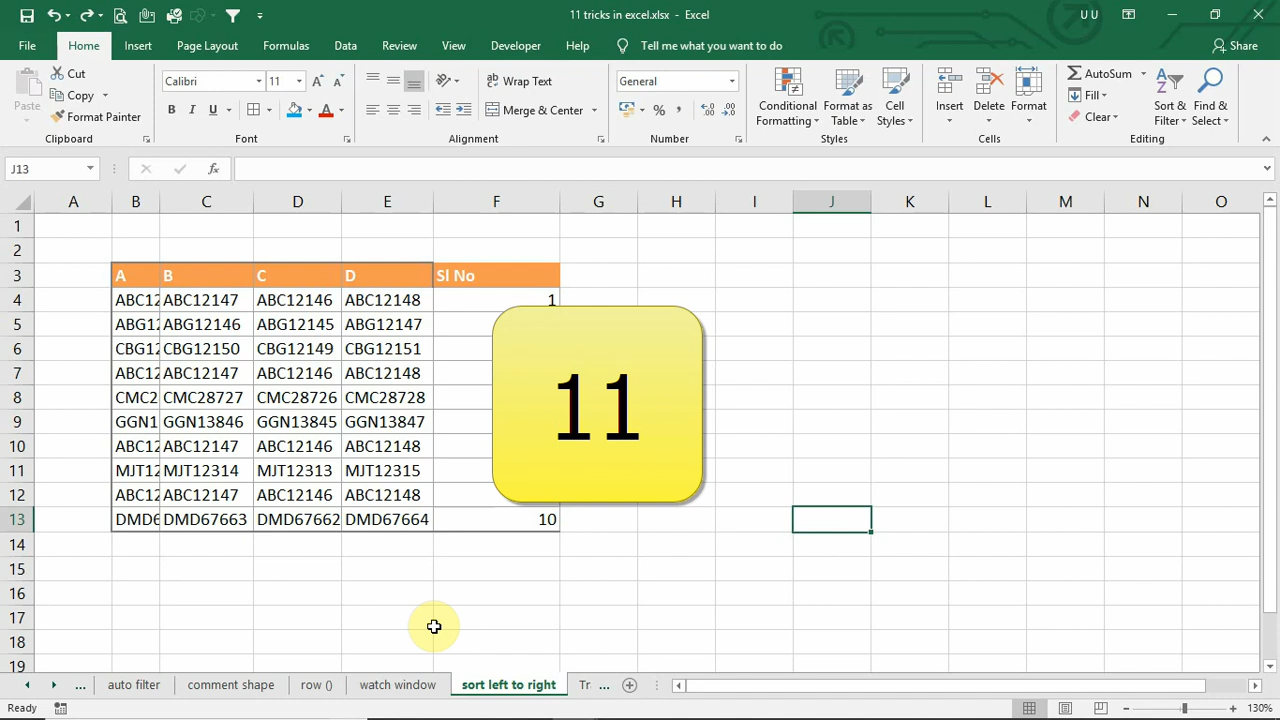 11 tricks in excel.xlsx - Excel
U U
File Home Insert Page Layout Formulas Data Review View Developer Help Tell me what you want to do Share
Paste
Cut
Copy
Format Painter
Clipboard
Calibri 11
B I U
Font
Wrap Text
Merge & Center
Alignment
General
Number
Conditional Formatting
Format as Table
Cell Styles
Styles
Insert Delete Format
Cells
AutoSum
Fill
Clear
Sort & Filter
Find & Select
Editing
J13
fx
A B C D E F G H I J K L M N O
1
2
3 A B C D Sl No
4 ABC12 ABC12147 ABC12146 ABC12148 1
5 ABG12 ABG12146 ABG12145 ABG12147
6 CBG12 CBG12150 CBG12149 CBG12151
7 ABC12 ABC12147 ABC12146 ABC12148
8 CMC2 CMC28727 CMC28726 CMC28728
9 GGN1 GGN13846 GGN13845 GGN13847
10 ABC12 ABC12147 ABC12146 ABC12148
11 MJT12 MJT12314 MJT12313 MJT12315
12 ABC12 ABC12147 ABC12146 ABC12148
13 DMD6 DMD67663 DMD67662 DMD67664 10
11
14
15
16
17
18
19
... auto filter comment shape row () watch window sort left to right Tr ...
Ready
130%